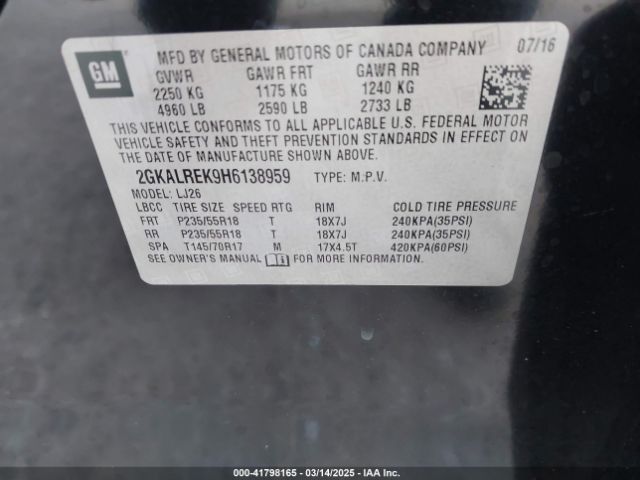 GM
MFD BY GENERAL MOTORS OF CANADA COMPANY 07/16
GVWR GAWR FRT GAWR RR
2250 KG 1175 KG 1240 KG
4960 LB 2590 LB 2733 LB
THIS VEHICLE CONFORMS TO ALL APPLICABLE U.S. FEDERAL MOTOR
VEHICLE SAFETY AND THEFT PREVENTION STANDARDS IN EFFECT ON
THE DATE OF MANUFACTURE SHOWN ABOVE.
2GKALREK9H6138959 TYPE: M.P.V.
MODEL: LJ26
LBCC TIRE SIZE SPEED RTG RIM COLD TIRE PRESSURE
FRT P235/55R18 T 18X7J 240KPA(35PSI)
RR P235/55R18 T 18X7J 240KPA(35PSI)
SPA T145/70R17 M 17X4.5T 420KPA(60PSI)
SEE OWNER'S MANUAL FOR MORE INFORMATION.
000-41798165 - 03/14/2025 - IAA